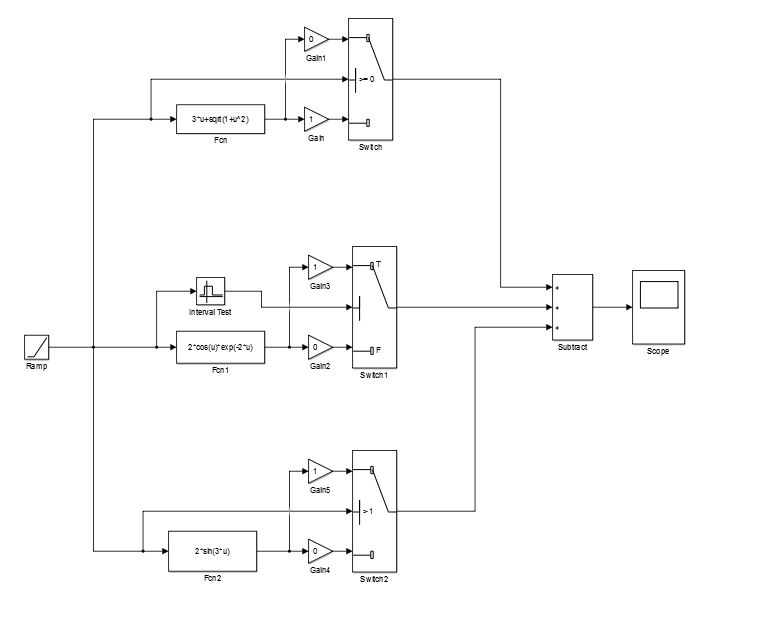 0
Gain1
>= 0
3*u+sqrt(1+u^2)
Fcn
1
Gain
Switch
1
T
Gain3
Interval Test
2*cos(u)*exp(-2*u)
Fcn1
0
F
Gain2
Switch1
Ramp
+
+
+
Subtract
Scope
1
Gain5
> 1
2*sin(3*u)
Fcn2
0
Gain4
Switch2